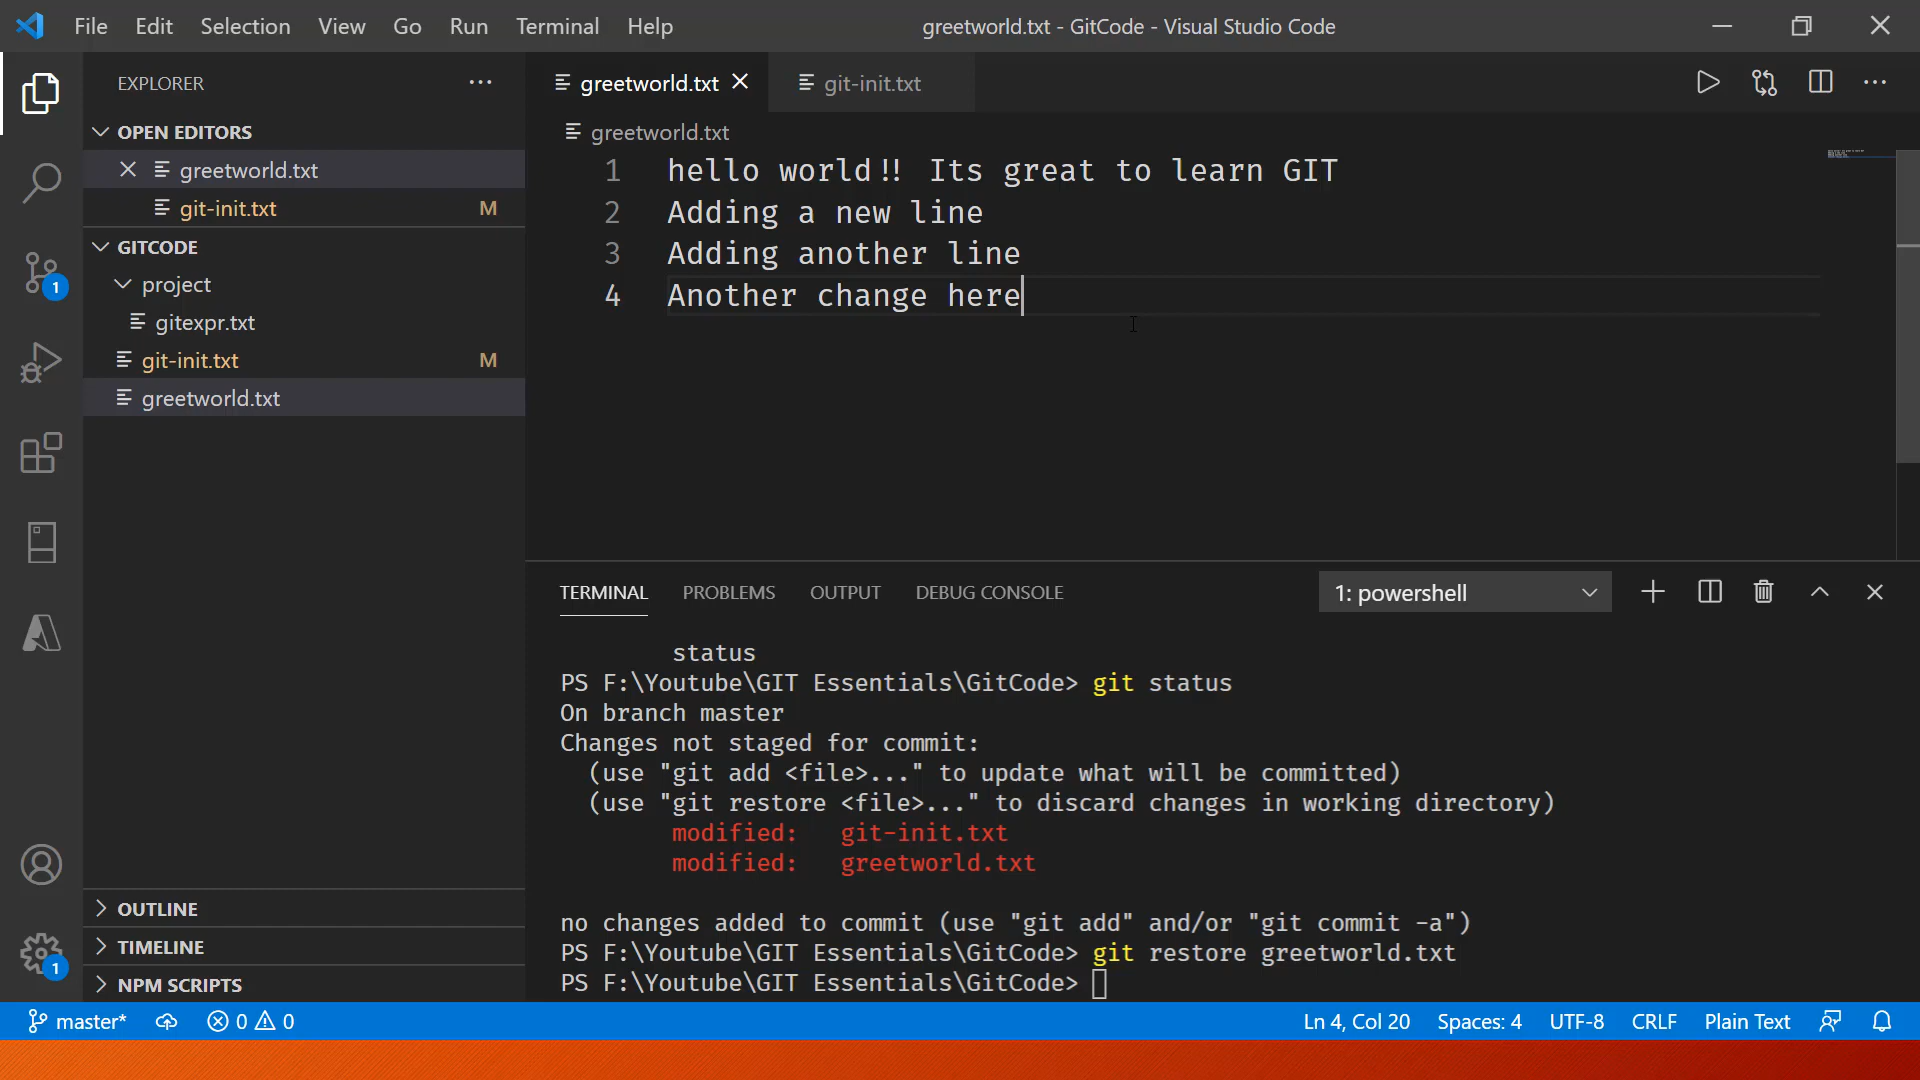 File Edit Selection View Go Run Terminal Help greetworld.txt - GitCode - Visual Studio Code
EXPLORER
OPEN EDITORS
greetworld.txt
git-init.txt M
GITCODE
project
gitexpr.txt
git-init.txt M
greetworld.txt
OUTLINE
TIMELINE
NPM SCRIPTS
1
1
greetworld.txt git-init.txt
greetworld.txt
1 hello world!! Its great to learn GIT
2 Adding a new line
3 Adding another line
4 Another change here
TERMINAL PROBLEMS OUTPUT DEBUG CONSOLE 1: powershell
status
PS F:\Youtube\GIT Essentials\GitCode> git status
On branch master
Changes not staged for commit:
(use "git add <file>..." to update what will be committed)
(use "git restore <file>..." to discard changes in working directory)
modified: git-init.txt
modified: greetworld.txt
no changes added to commit (use "git add" and/or "git commit -a")
PS F:\Youtube\GIT Essentials\GitCode> git restore greetworld.txt
PS F:\Youtube\GIT Essentials\GitCode>
master* 0 0 Ln 4, Col 20 Spaces: 4 UTF-8 CRLF Plain Text